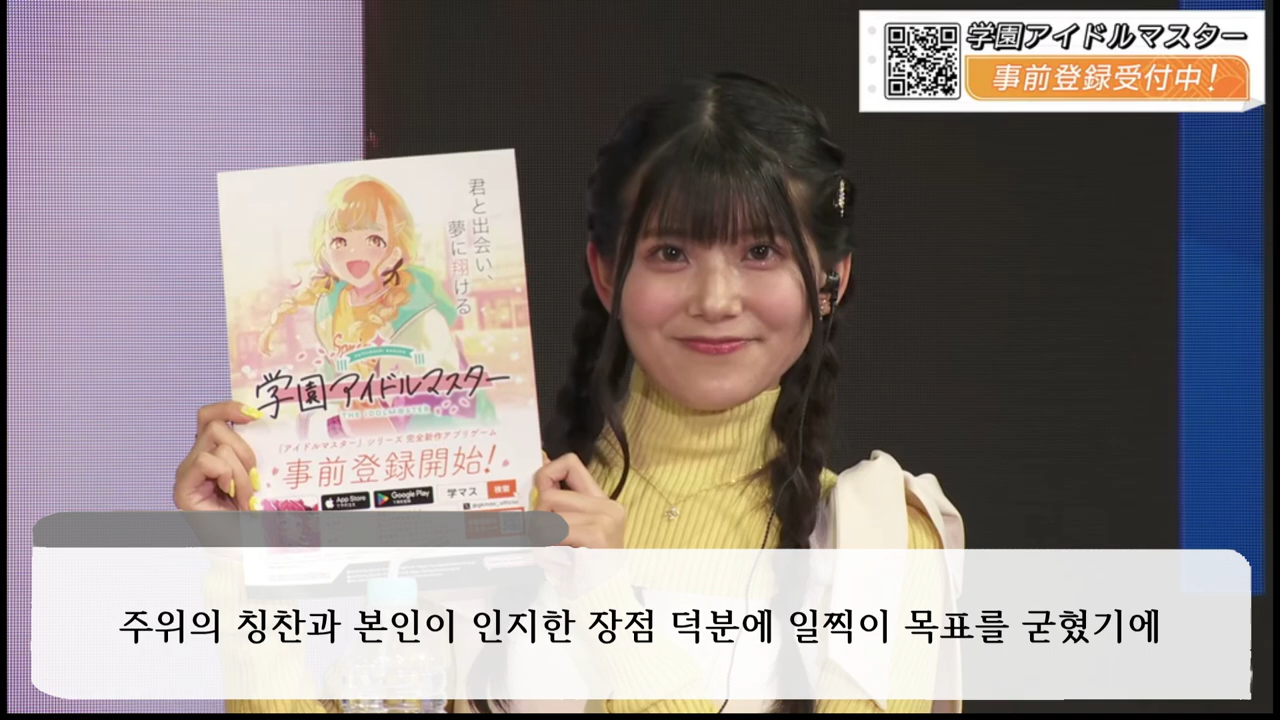 学園アイドルマスター
事前登録受付中!
君と出会い、
夢に翔ける
学園アイドルマスター
THE IDOLM@STER
「アイドルマスター」シリーズ 完全新作アプリゲーム
事前登録開始!
App Store
Google Play
学マス
検索
주위의 칭찬과 본인이 인지한 장점 덕분에 일찍이 목표를 굳혔기에